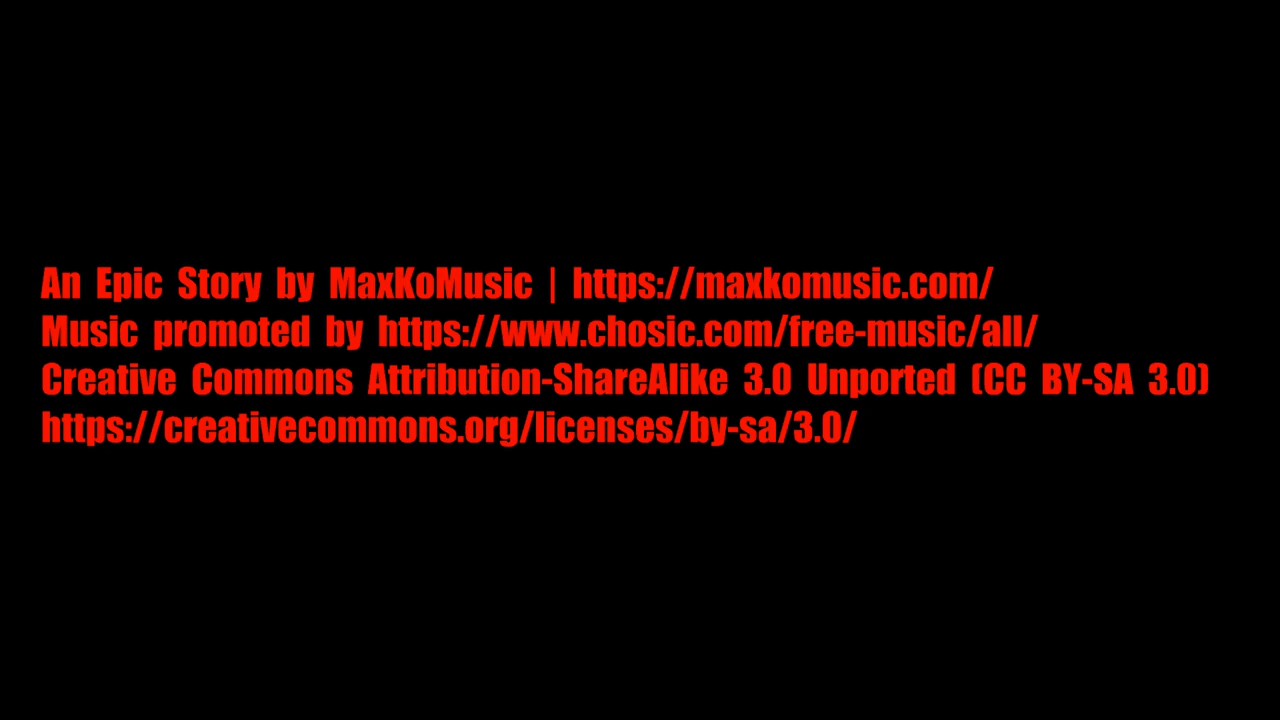 An Epic Story by MaxKoMusic | https://maxkomusic.com/
Music promoted by https://www.chosic.com/free-music/all/
Creative Commons Attribution-ShareAlike 3.0 Unported (CC BY-SA 3.0)
https://creativecommons.org/licenses/by-sa/3.0/